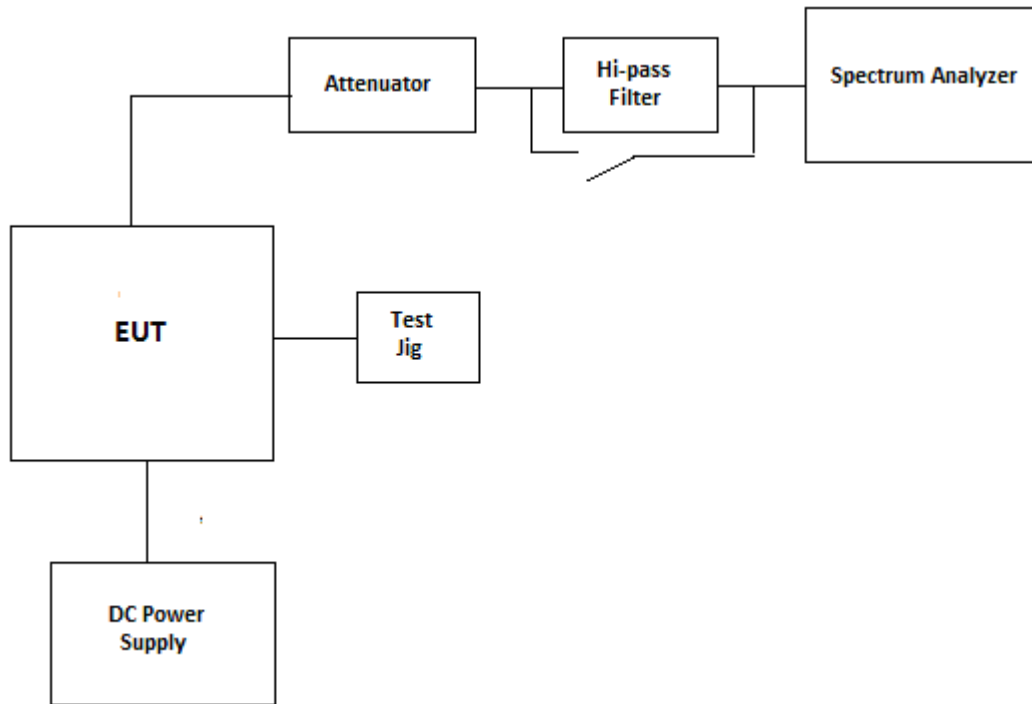 Attenuator
Hi-pass
Filter
Spectrum Analyzer
EUT
Test
Jig
DC Power
Supply